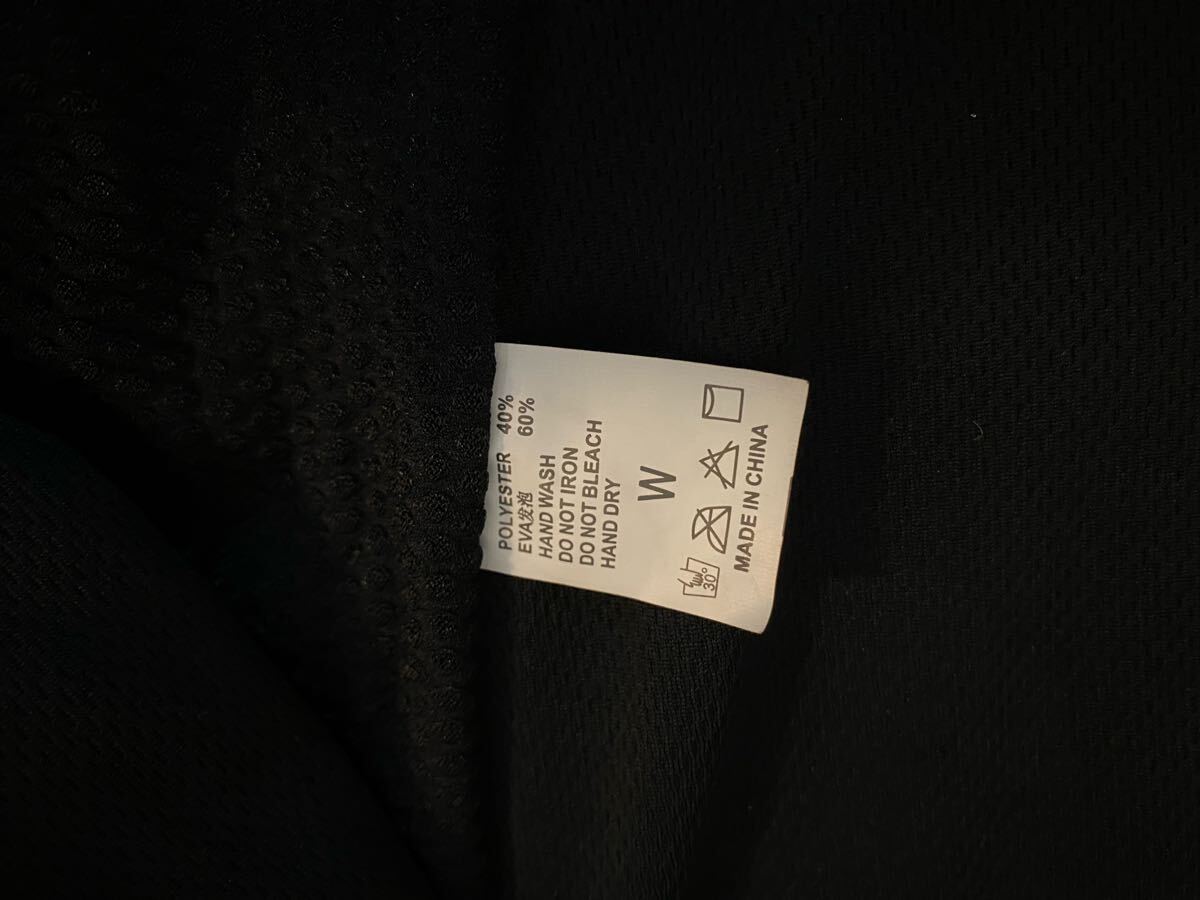 POLYESTER 40%
EVA发泡 60%
HAND WASH
DO NOT IRON
DO NOT BLEACH
HAND DRY
W
30°
MADE IN CHINA